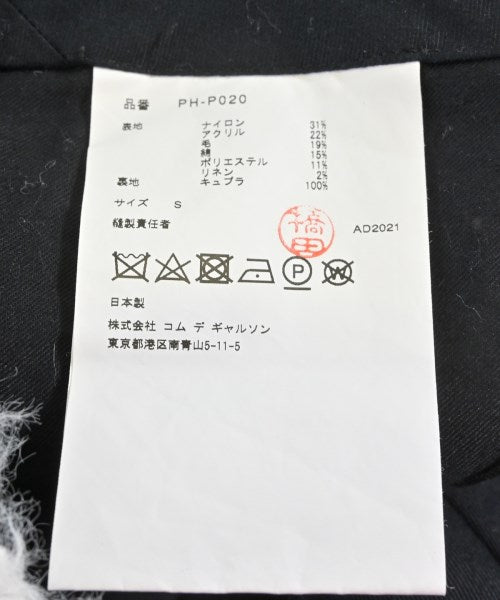 品番 PH-P020
表地 ナイロン 31%
アクリル 22%
毛 19%
綿 15%
ポリエステル 11%
リネン 2%
裏地 キュプラ 100%
サイズ S
縫製責任者 橋田 AD2021
P W
日本製
株式会社 コム デ ギャルソン
東京都港区南青山5-11-5